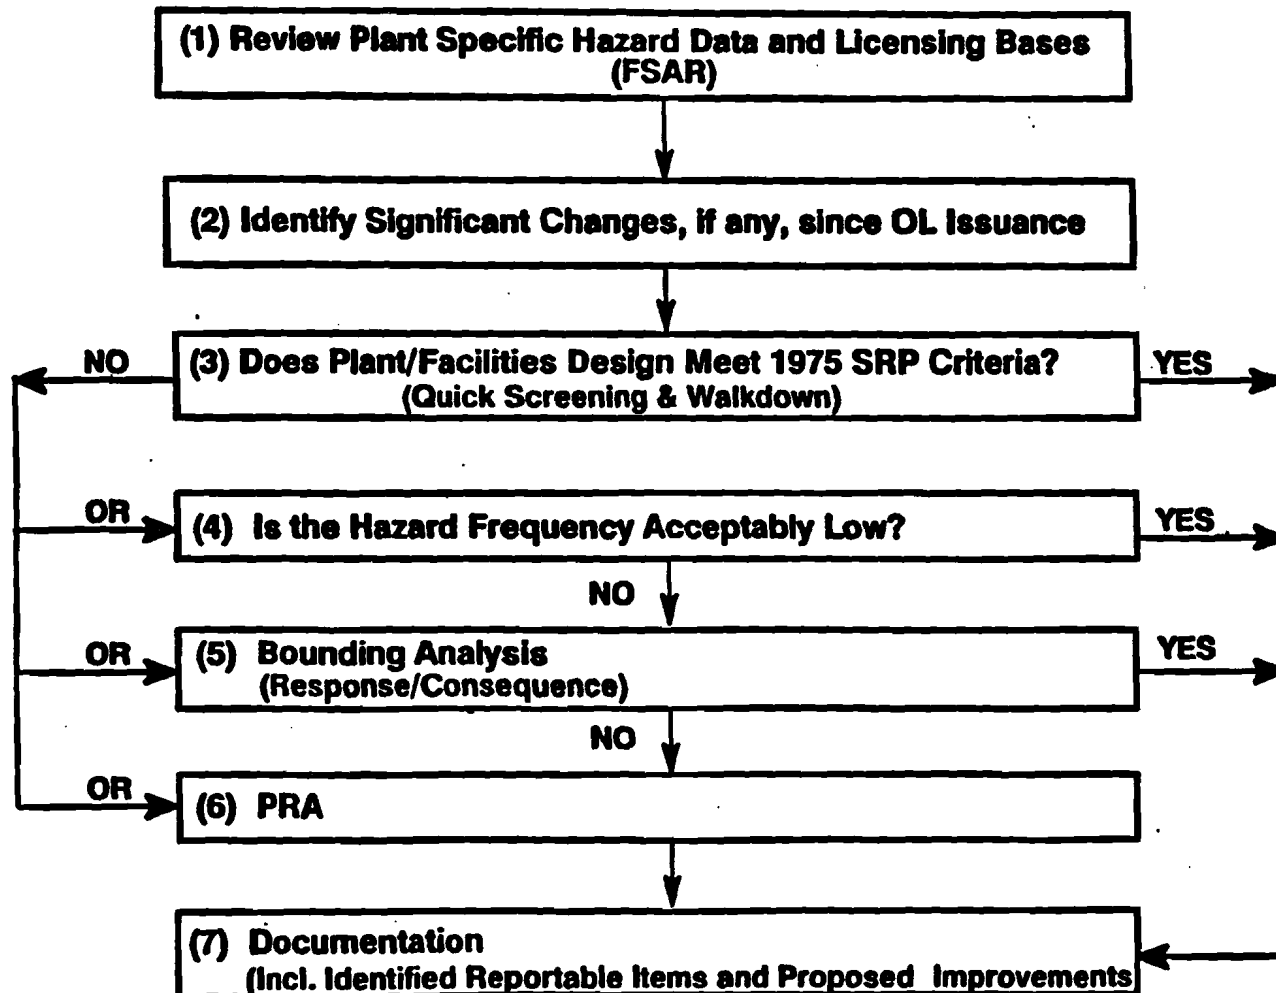 (1) Review Plant Specific Hazard Data and Licensing Bases
(FSAR)
(2) Identify Significant Changes, if any, since OL Issuance
NO
(3) Does Plant/Facilities Design Meet 1975 SRP Criteria?
YES
(Quick Screening & Walkdown)
OR
(4) Is the Hazard Frequency Acceptably Low?
YES
NO
OR
(5) Bounding Analysis
YES
(Response/Consequence)
NO
OR
(6) PRA
(7) Documentation
(Incl. Identified Reportable Items and Proposed Improvements